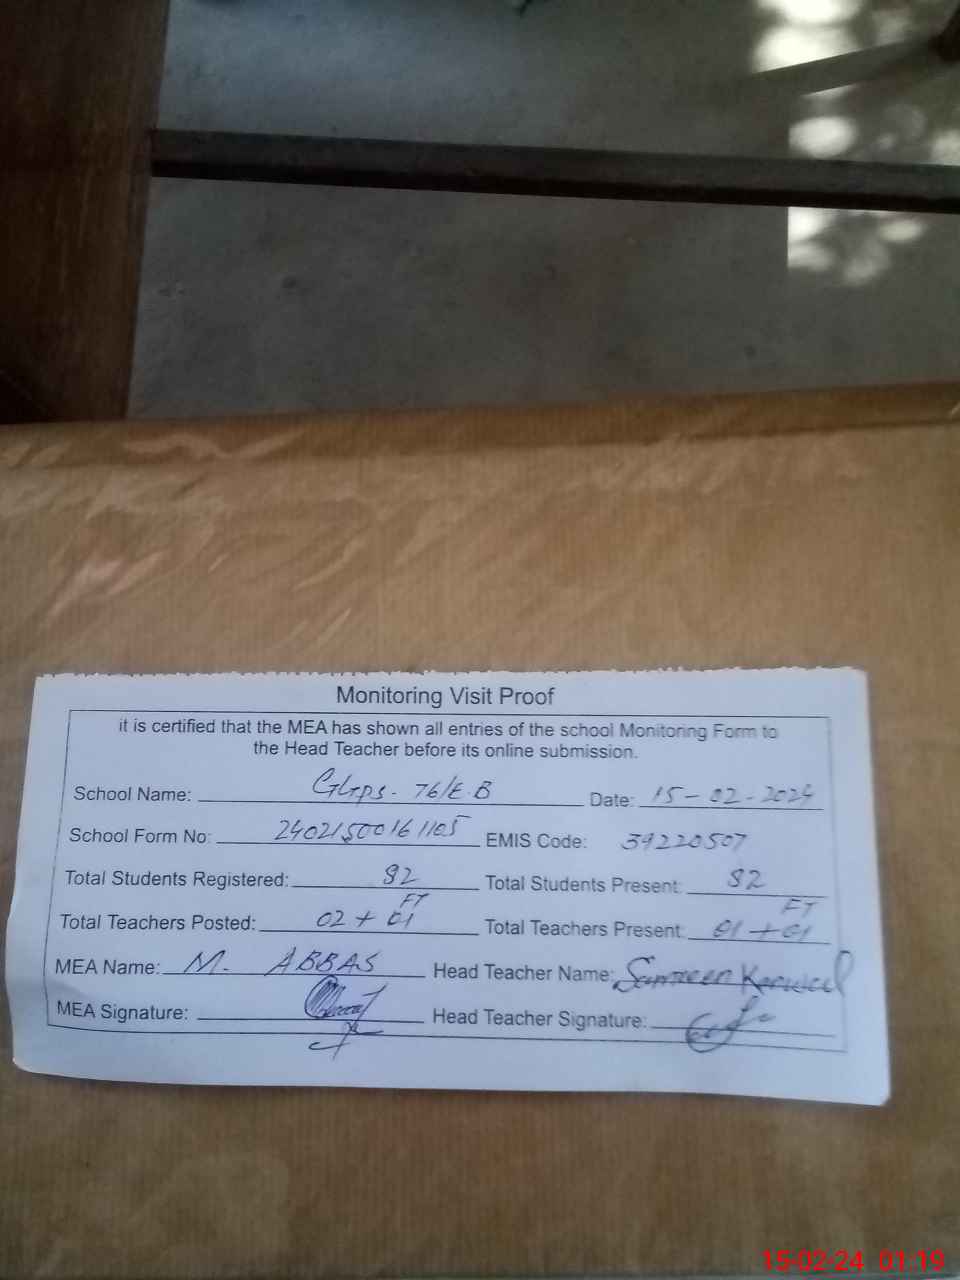 Monitoring Visit Proof
it is certified that the MEA has shown all entries of the school Monitoring Form to
the Head Teacher before its online submission.
School Name: GGPS. 76/E.B Date: 15-02-2024
School Form No: 24021500161105 EMIS Code: 39220507
Total Students Registered: 82 Total Students Present: 82
Total Teachers Posted: 02 + 01 FT Total Teachers Present: 01 + 01 FT
MEA Name: M. ABBAS Head Teacher Name:
MEA Signature: Head Teacher Signature:
15-02-24 01:19